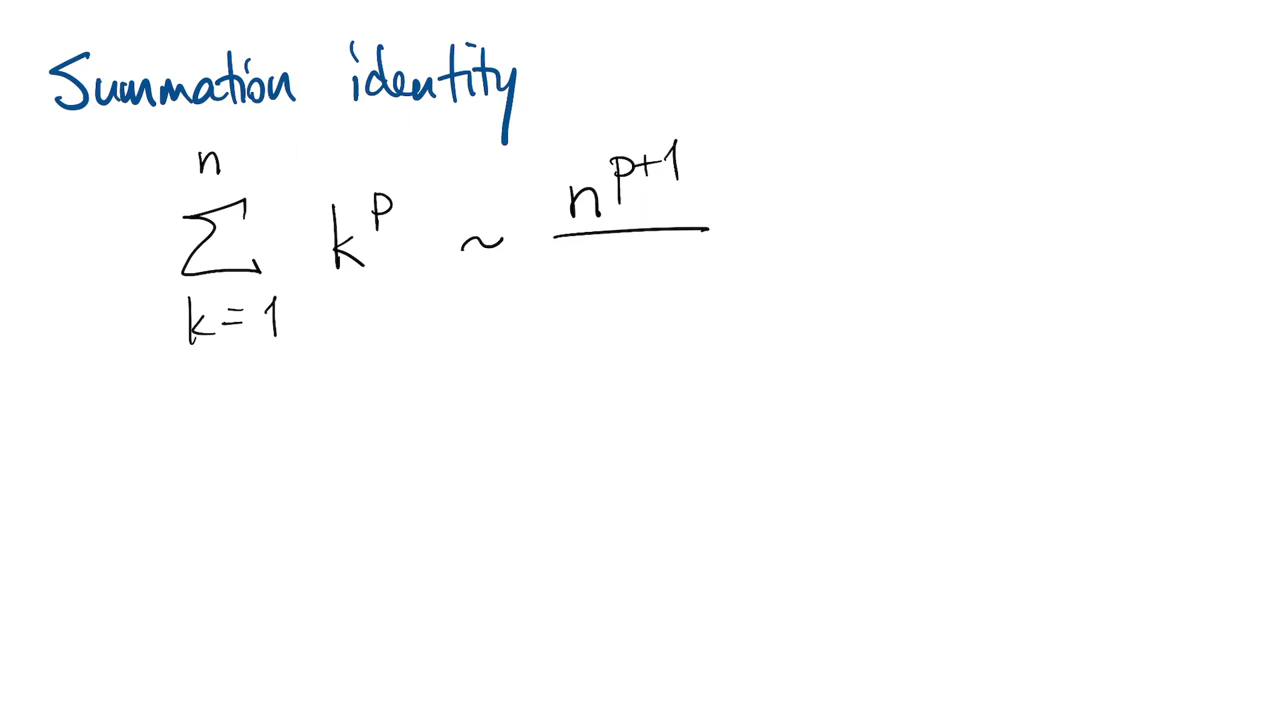 Summation identity
n
∑ k^p ~ n^{p+1} / 
k = 1